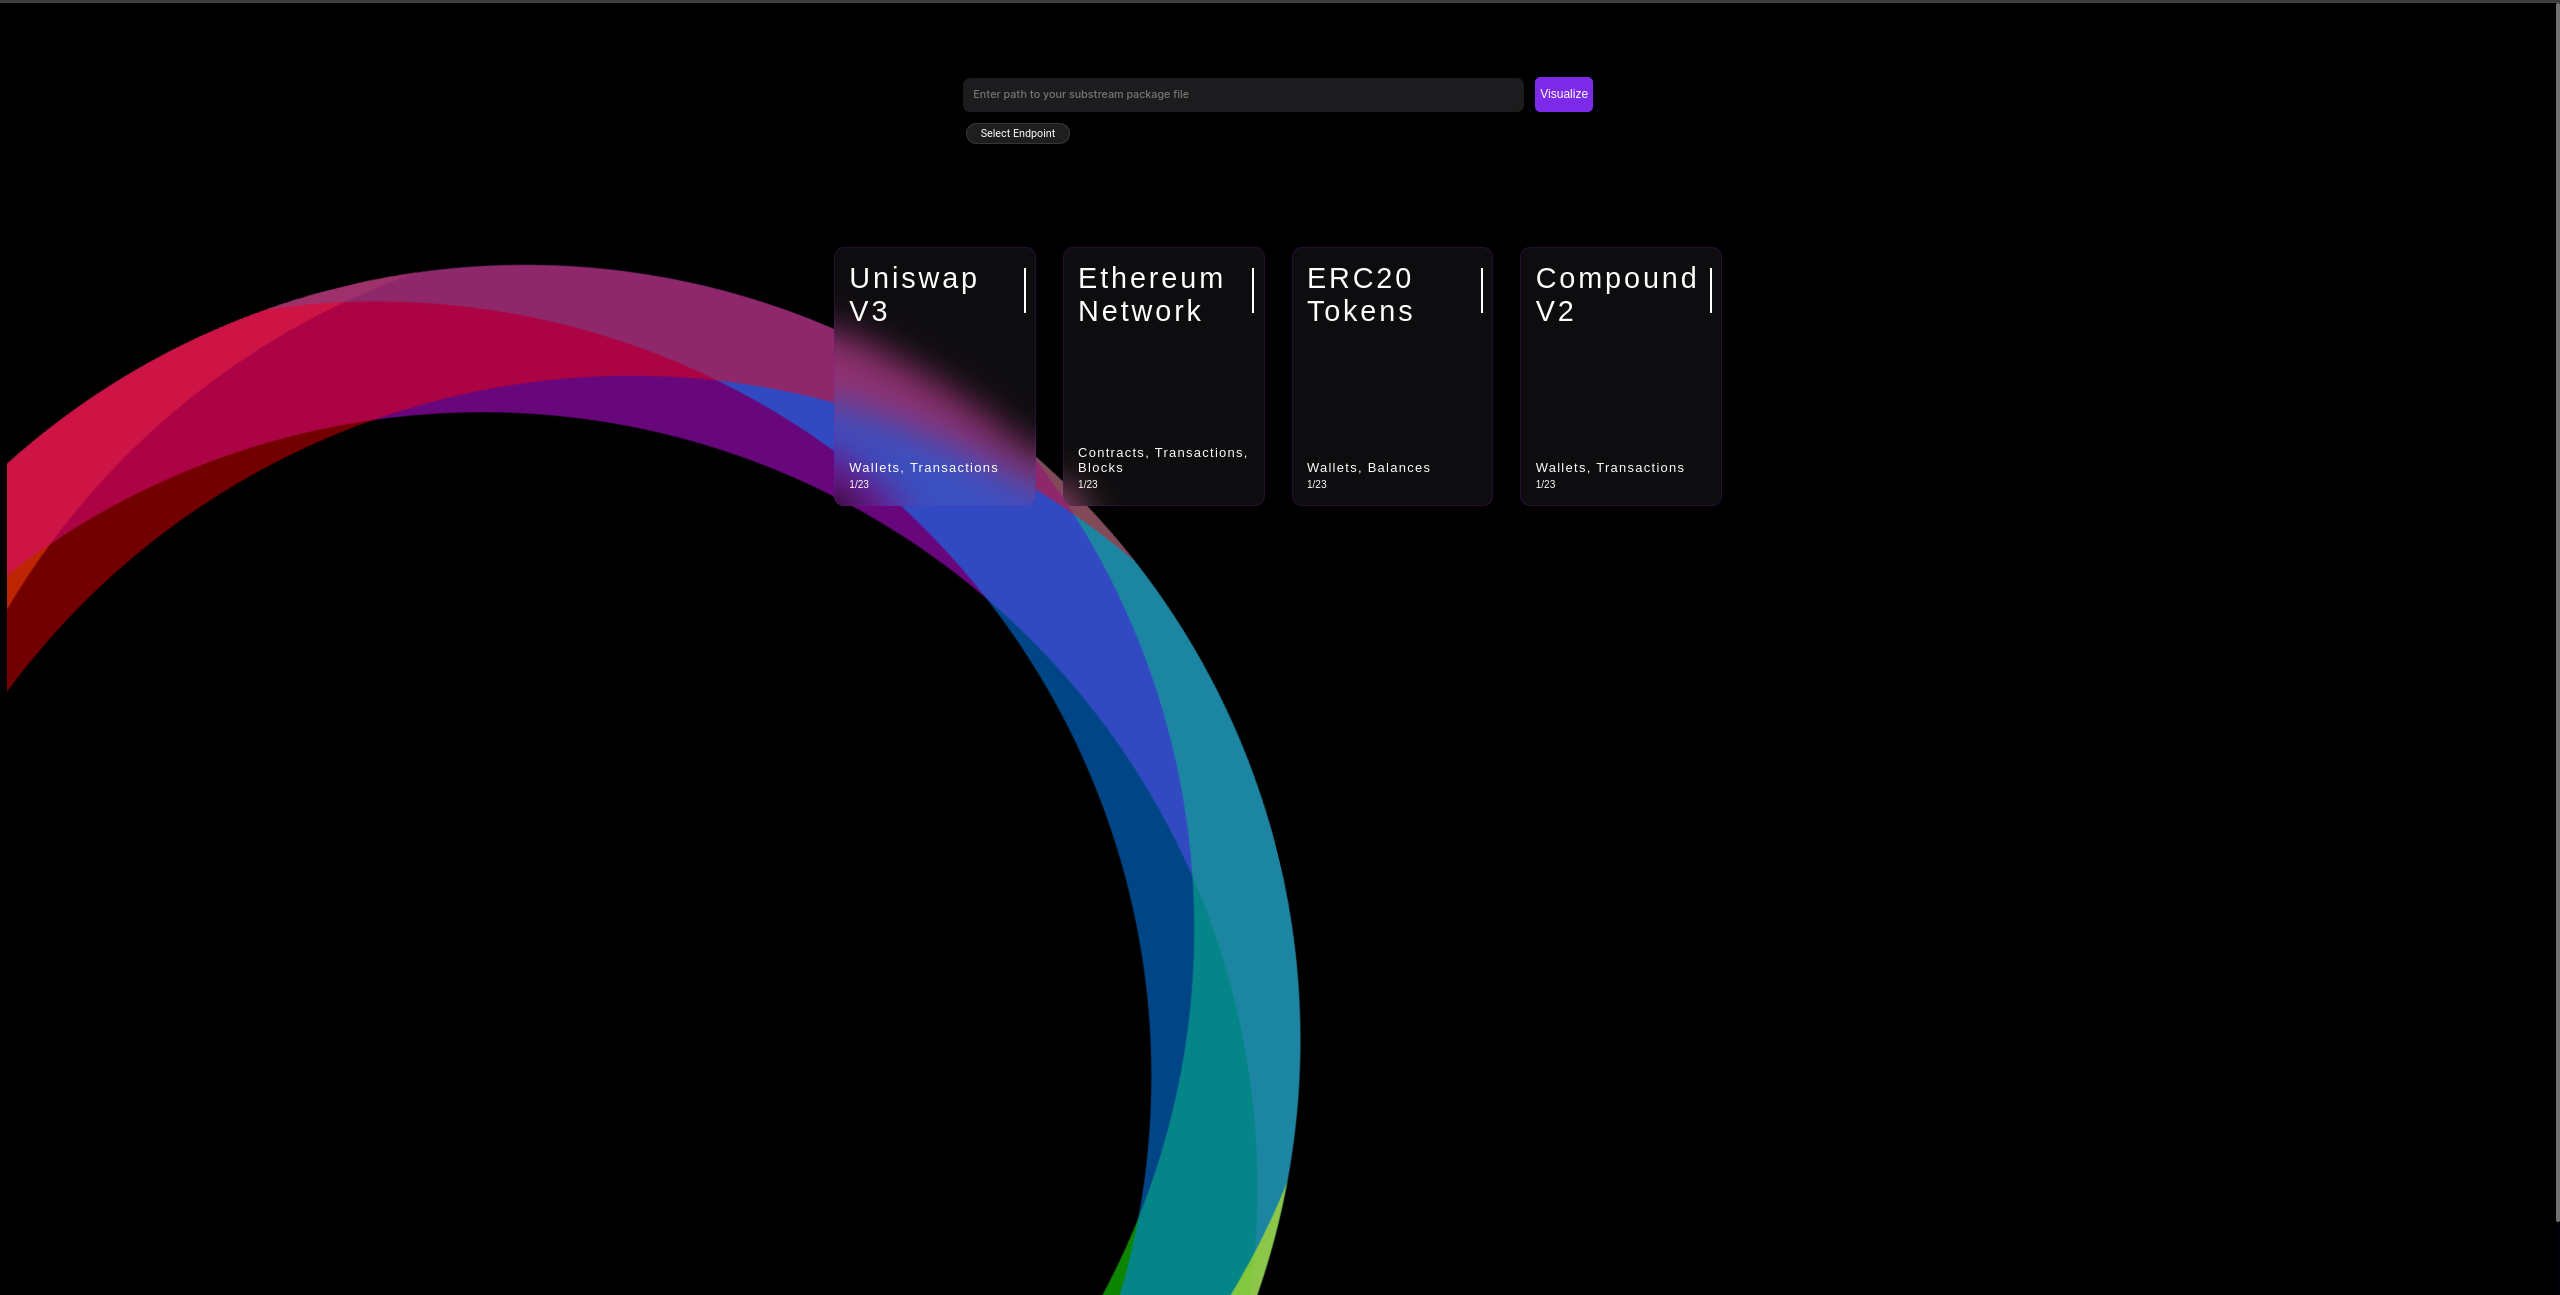 Enter path to your substream package file
Visualize
Select Endpoint
Uniswap
V3
Wallets, Transactions
1/23
Ethereum
Network
Contracts, Transactions,
Blocks
1/23
ERC20
Tokens
Wallets, Balances
1/23
Compound
V2
Wallets, Transactions
1/23